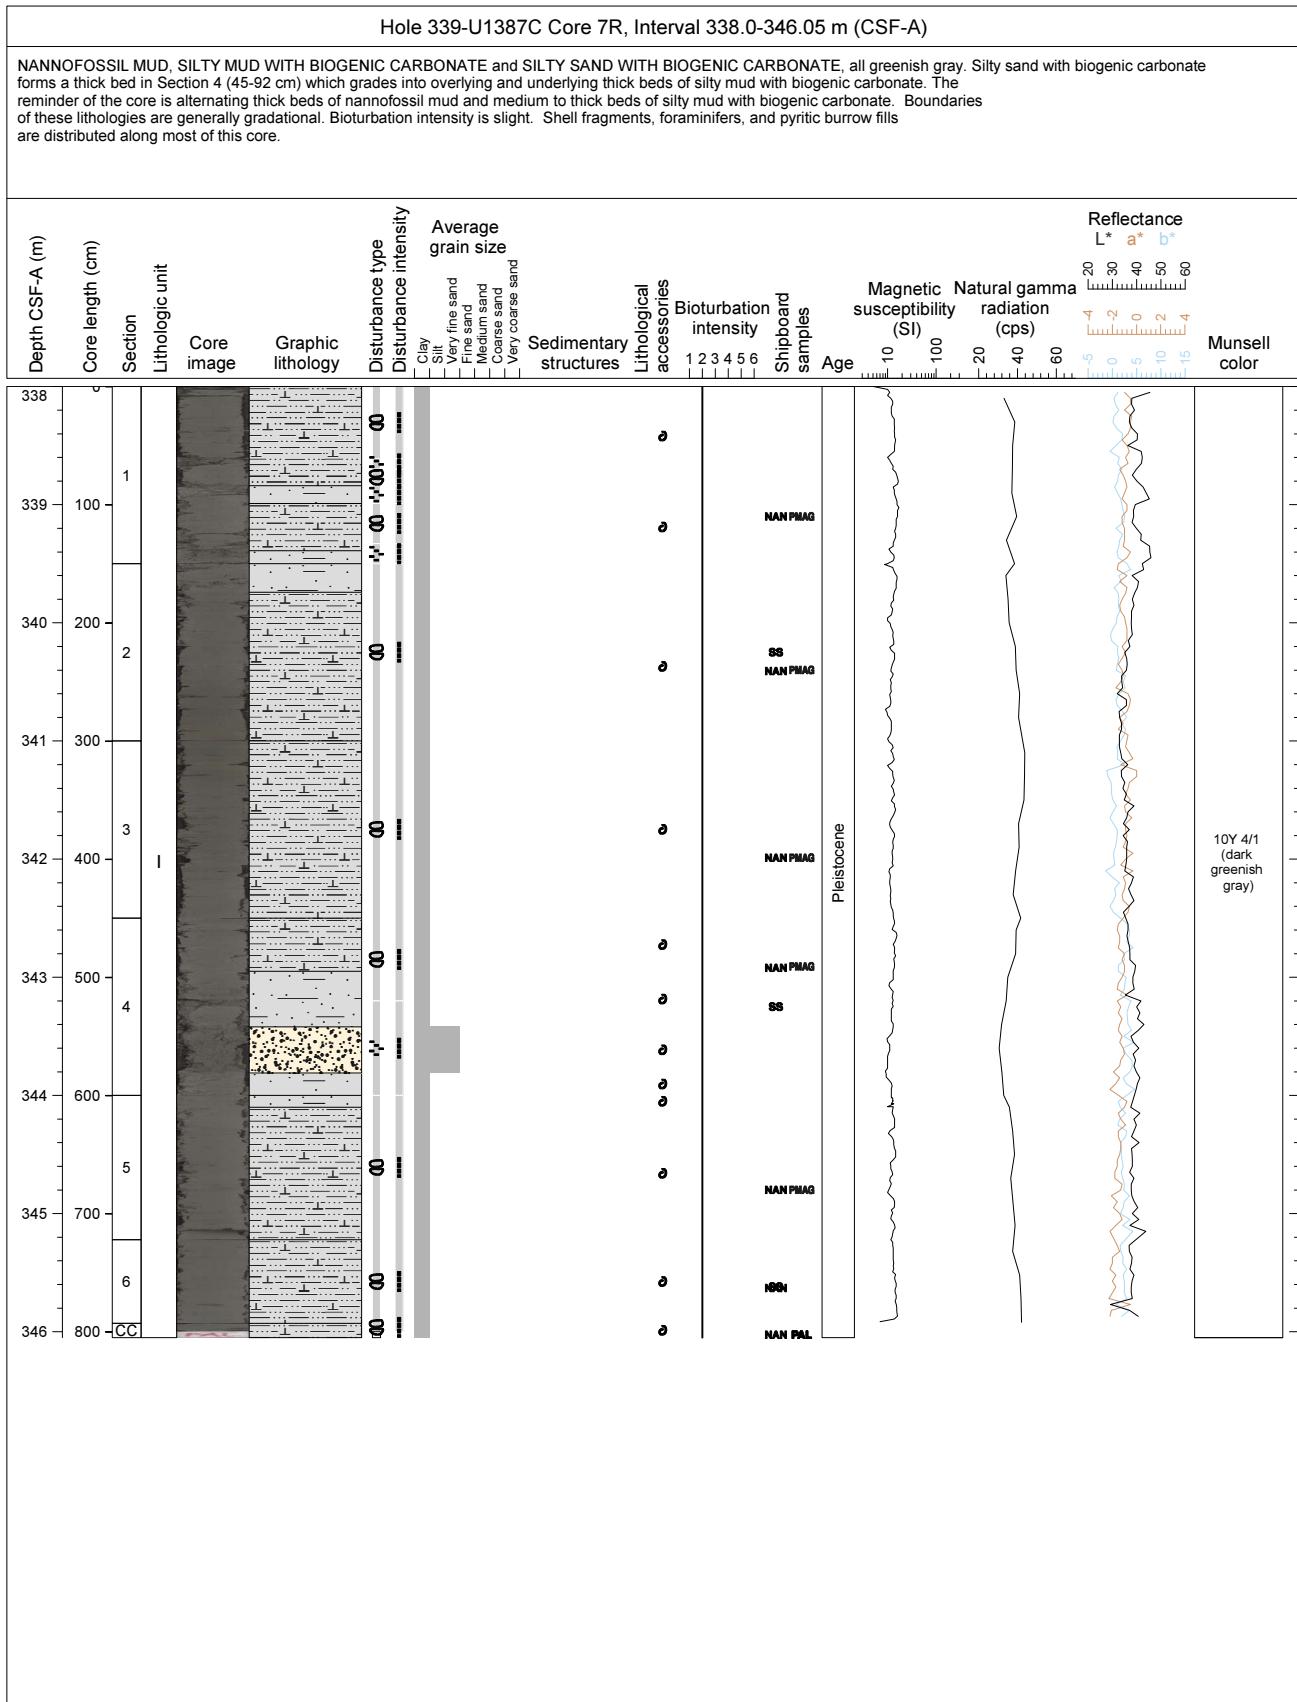 Hole 339-U1387C Core 7R, Interval 338.0-346.05 m (CSF-A)
NANNOFOSSIL MUD, SILTY MUD WITH BIOGENIC CARBONATE and SILTY SAND WITH BIOGENIC CARBONATE, all greenish gray. Silty sand with biogenic carbonate
forms a thick bed in Section 4 (45-92 cm) which grades into overlying and underlying thick beds of silty mud with biogenic carbonate. The
reminder of the core is alternating thick beds of nannofossil mud and medium to thick beds of silty mud with biogenic carbonate. Boundaries
of these lithologies are generally gradational. Bioturbation intensity is slight. Shell fragments, foraminifers, and pyritic burrow fills
are distributed along most of this core.
Depth CSF-A (m)
Core length (cm)
Section
Lithologic unit
Core
image
Graphic
lithology
Disturbance type
Disturbance intensity
Average
grain size
Clay
Silt
Very fine sand
Fine sand
Medium sand
Coarse sand
Very coarse sand
Sedimentary
structures
Lithological
accessories
Bioturbation
intensity
1 2 3 4 5 6
Shipboard
samples
Age
Magnetic
susceptibility
(SI)
10 100
Natural gamma
radiation
(cps)
20 40 60
Reflectance
L* a* b*
20 30 40 50 60
-4 -2 0 2 4
-5 0 5 10 15
Munsell
color
338 0
1
339 100
NAN PMAG
340 200
2
SS
NAN PMAG
341 300
3
342 400
I
NAN PMAG
Pleistocene
10Y 4/1
(dark
greenish
gray)
343 500
NAN PMAG
4
SS
344 600
5
NAN PMAG
345 700
6
346 800
CC
NAN PAL